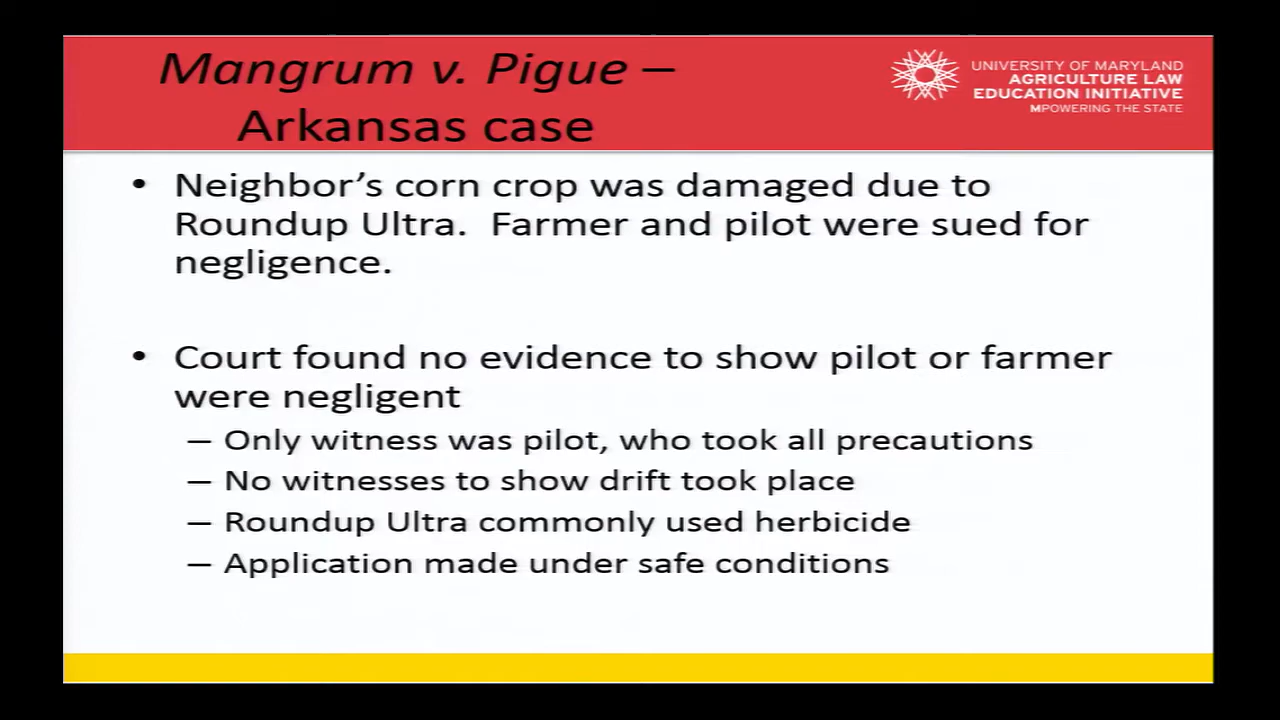 Mangrum v. Pigue –
Arkansas case
UNIVERSITY OF MARYLAND
AGRICULTURE LAW
EDUCATION INITIATIVE
MPOWERING THE STATE
• Neighbor’s corn crop was damaged due to
Roundup Ultra.  Farmer and pilot were sued for
negligence.
• Court found no evidence to show pilot or farmer
were negligent
– Only witness was pilot, who took all precautions
– No witnesses to show drift took place
– Roundup Ultra commonly used herbicide
– Application made under safe conditions